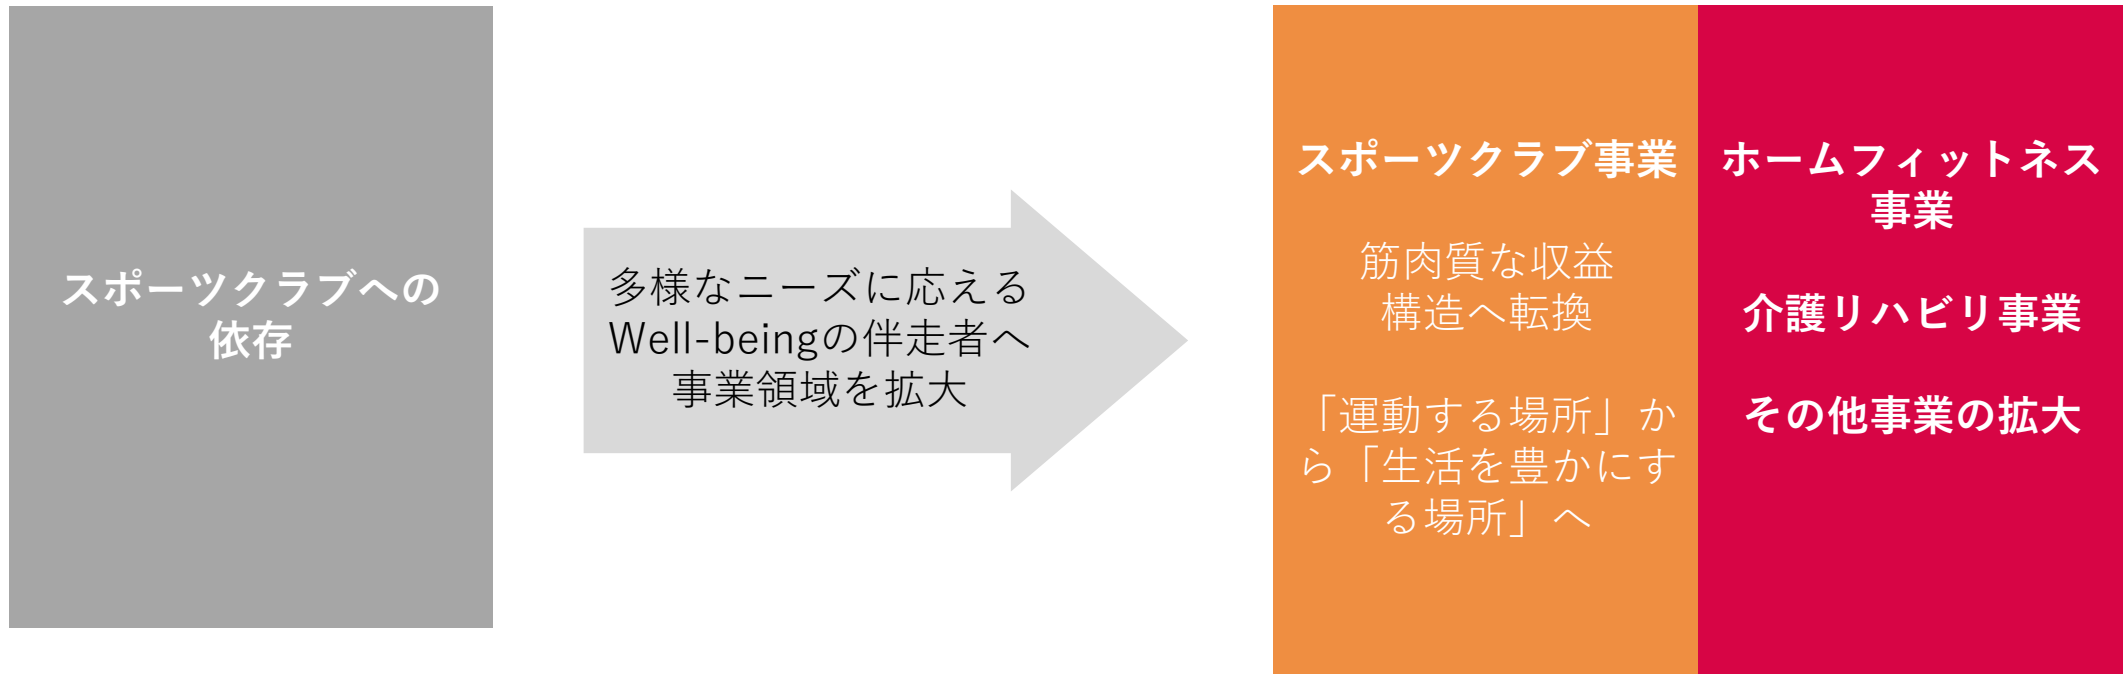 スポーツクラブへの
依存
多様なニーズに応える
Well-beingの伴走者へ
事業領域を拡大
スポーツクラブ事業
筋肉質な収益
構造へ転換
「運動する場所」か
ら「生活を豊かにす
る場所」へ
ホームフィットネス
事業
介護リハビリ事業
その他事業の拡大